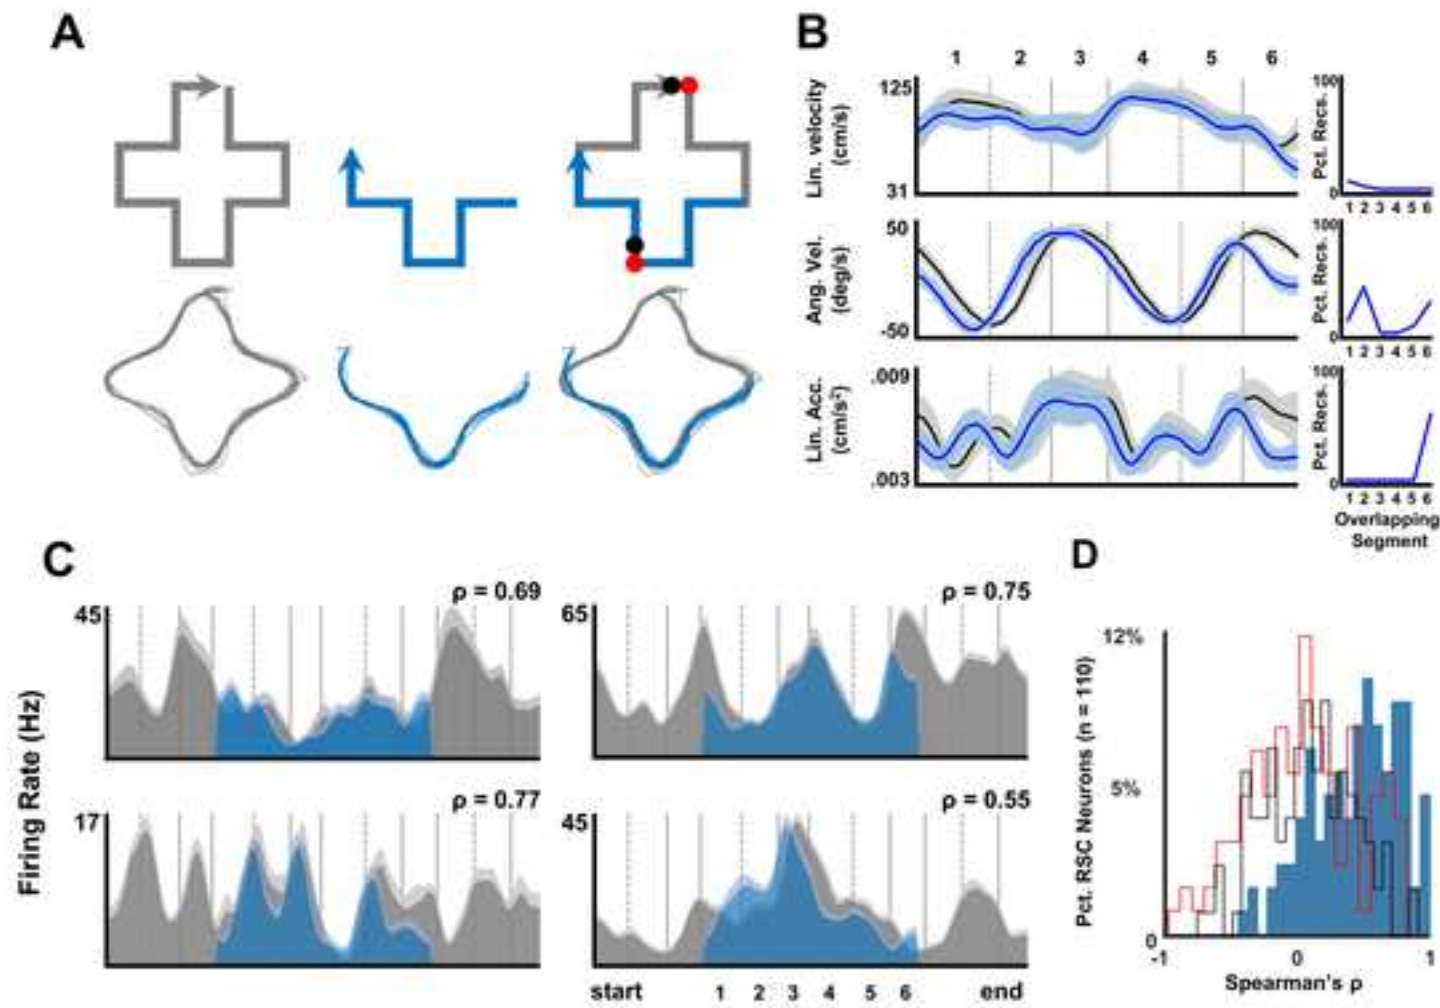 A
B
1 2 3 4 5 6
125
31
Lin. velocity
(cm/s)
100
0
Pct. Recs.
1 2 3 4 5 6
50
-50
Ang. Vel.
(deg/s)
100
0
Pct. Recs.
1 2 3 4 5 6
.009
.003
Lin. Acc.
(cm/s²)
100
0
Pct. Recs.
1 2 3 4 5 6
Overlapping
Segment
C
Firing Rate (Hz)
45
ρ = 0.69
65
ρ = 0.75
17
ρ = 0.77
45
ρ = 0.55
start 1 2 3 4 5 6 end
D
Pct. RSC Neurons (n = 110)
12%
5%
0
-1 0 1
Spearman's ρ